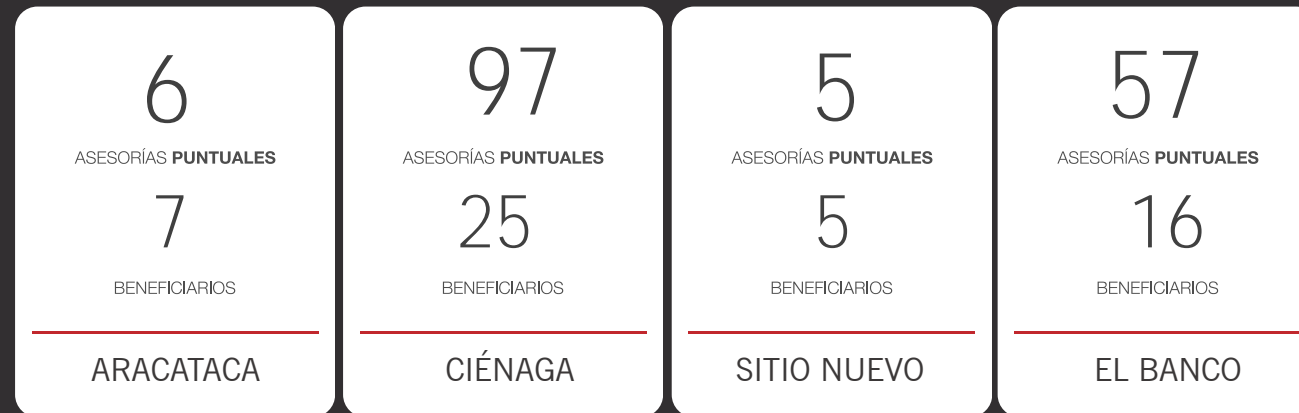 6
ASESORÍAS PUNTUALES
7
BENEFICIARIOS
ARACATACA
97
ASESORÍAS PUNTUALES
25
BENEFICIARIOS
CIÉNAGA
5
ASESORÍAS PUNTUALES
5
BENEFICIARIOS
SITIO NUEVO
57
ASESORÍAS PUNTUALES
16
BENEFICIARIOS
EL BANCO